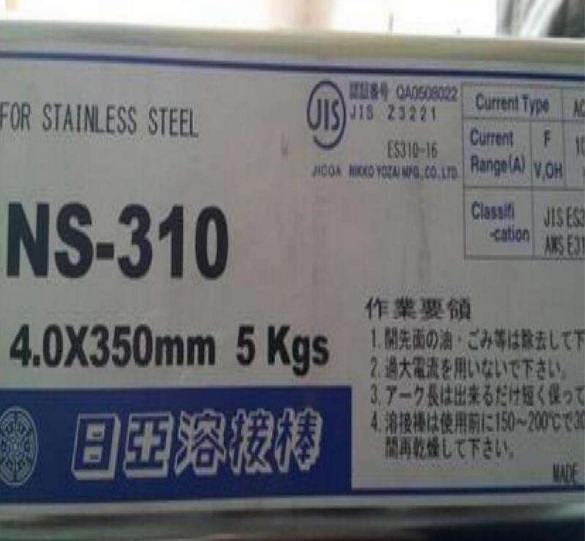 FOR STAINLESS STEEL
NS-310
4.0X350mm 5 Kgs
日亞溶接棒
JIS
認証番号 QA0508022
JIS Z3221
ES310-16
JICQA NIKKO YOZAI MFG. CO. LTD.
Current Type
Current Range(A) F
V,OH
Classifi
-cation
JIS
AWS
作業要領
1. 開先面の油・ごみ等は除去して下
2. 過大電流を用いないで下さい。
3. アーク長は出来るだけ短く保って
4. 溶接棒は使用前に150~200℃で
間再乾燥して下さい。
MADE